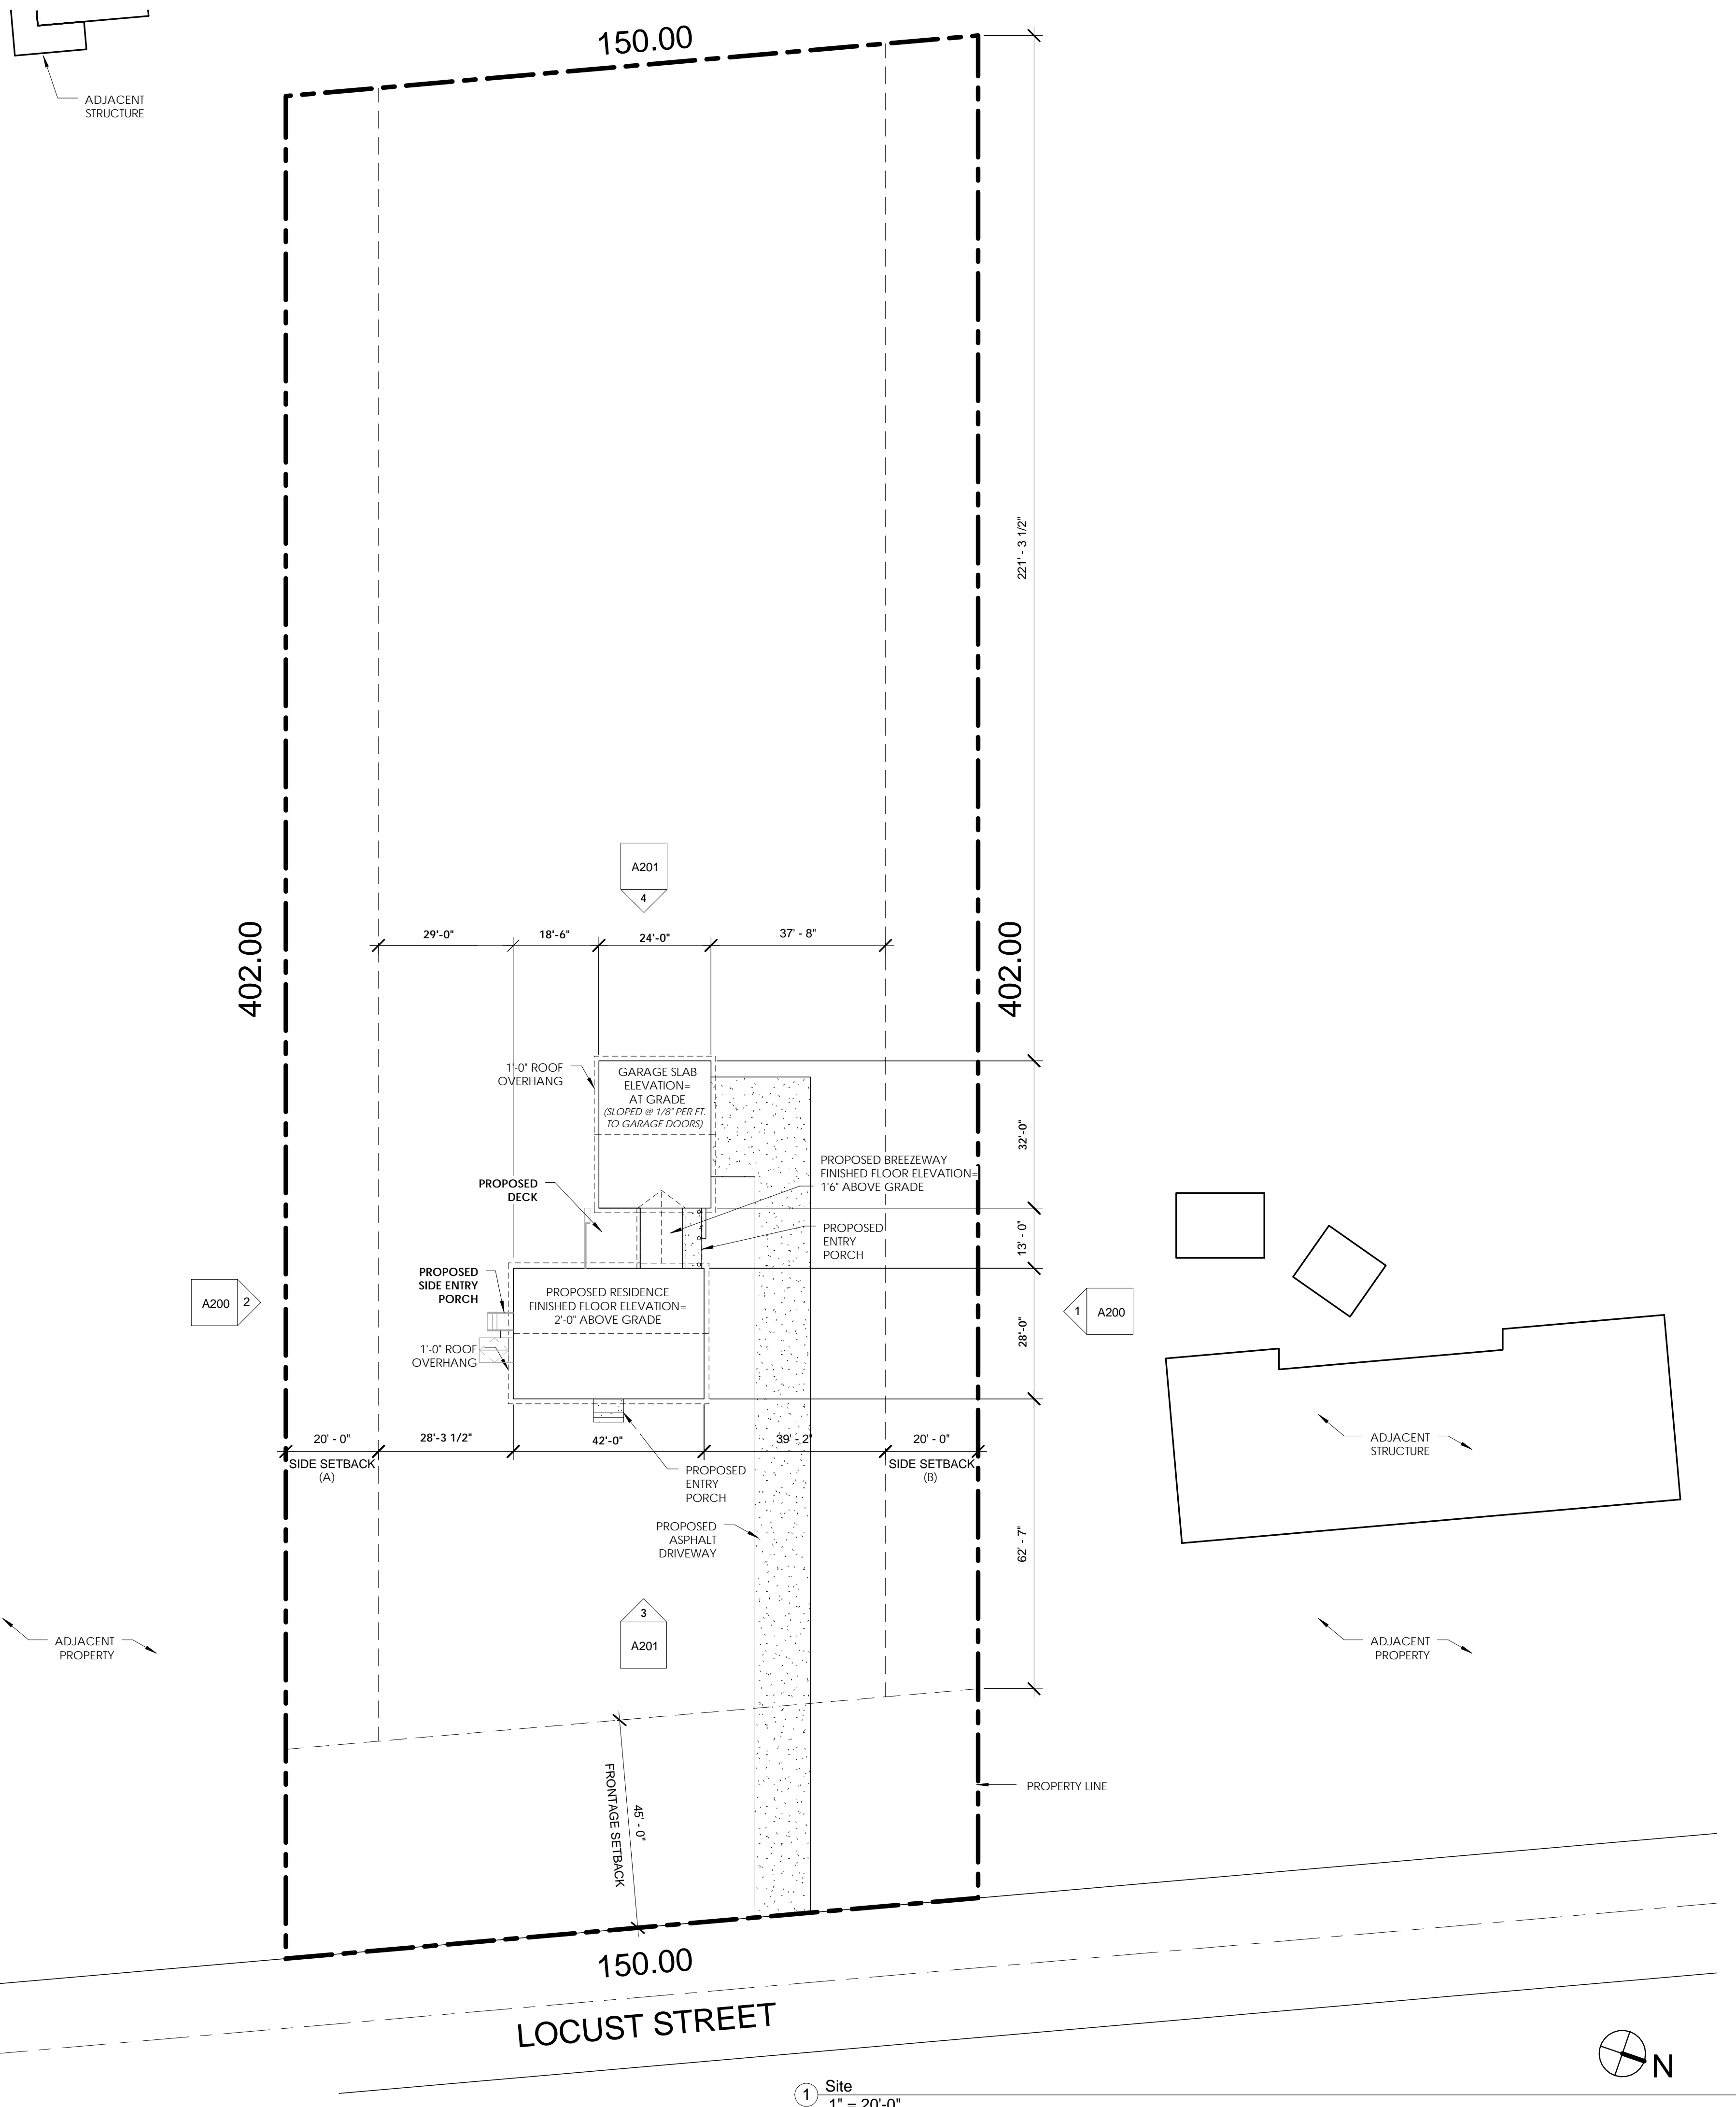 150.00
ADJACENT
STRUCTURE
221' - 3 1/2"
A201
4
402.00
402.00
29'-0"
18'-6"
24'-0"
37' - 8"
1'-0" ROOF
OVERHANG
GARAGE SLAB
ELEVATION=
AT GRADE
(SLOPED @ 1/8" PER FT.
TO GARAGE DOORS)
32'-0"
PROPOSED BREEZEWAY
FINISHED FLOOR ELEVATION=
1'6" ABOVE GRADE
PROPOSED
DECK
PROPOSED
ENTRY
PORCH
13' - 0"
PROPOSED
SIDE ENTRY
PORCH
A200
2
PROPOSED RESIDENCE
FINISHED FLOOR ELEVATION=
2'-0" ABOVE GRADE
1
A200
28'-0"
1'-0" ROOF
OVERHANG
20' - 0"
28'-3 1/2"
42'-0"
39' - 2"
20' - 0"
SIDE SETBACK
(A)
SIDE SETBACK
(B)
ADJACENT
STRUCTURE
PROPOSED
ENTRY
PORCH
PROPOSED
ASPHALT
DRIVEWAY
62' - 7"
3
A201
ADJACENT
PROPERTY
ADJACENT
PROPERTY
FRONTAGE SETBACK
45' - 0"
PROPERTY LINE
150.00
LOCUST STREET
N
1
Site
1" = 20'-0"